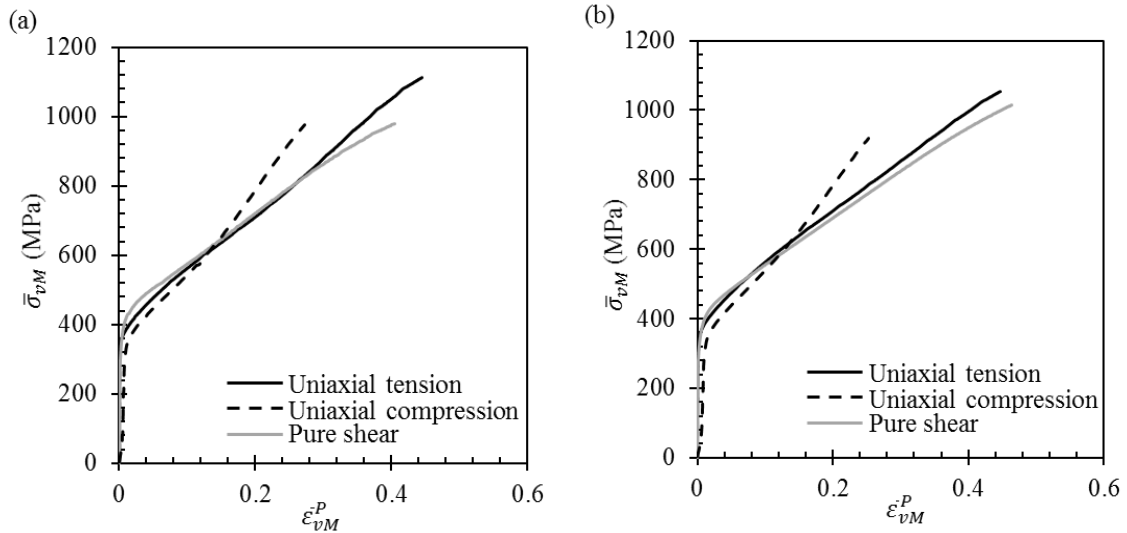 (a)
1200
1000
800
600
400
200
0
σ̄vM (MPa)
Uniaxial tension
Uniaxial compression
Pure shear
0 0.2 0.4 0.6
ε̄vM^P
(b)
1200
1000
800
600
400
200
0
σ̄vM (MPa)
Uniaxial tension
Uniaxial compression
Pure shear
0 0.2 0.4 0.6
ε̄vM^P